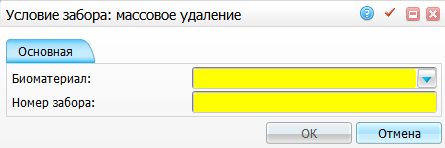 Условие забора: массовое удаление
Основная
Биоматериал:
Номер забора:
ОК
Отмена